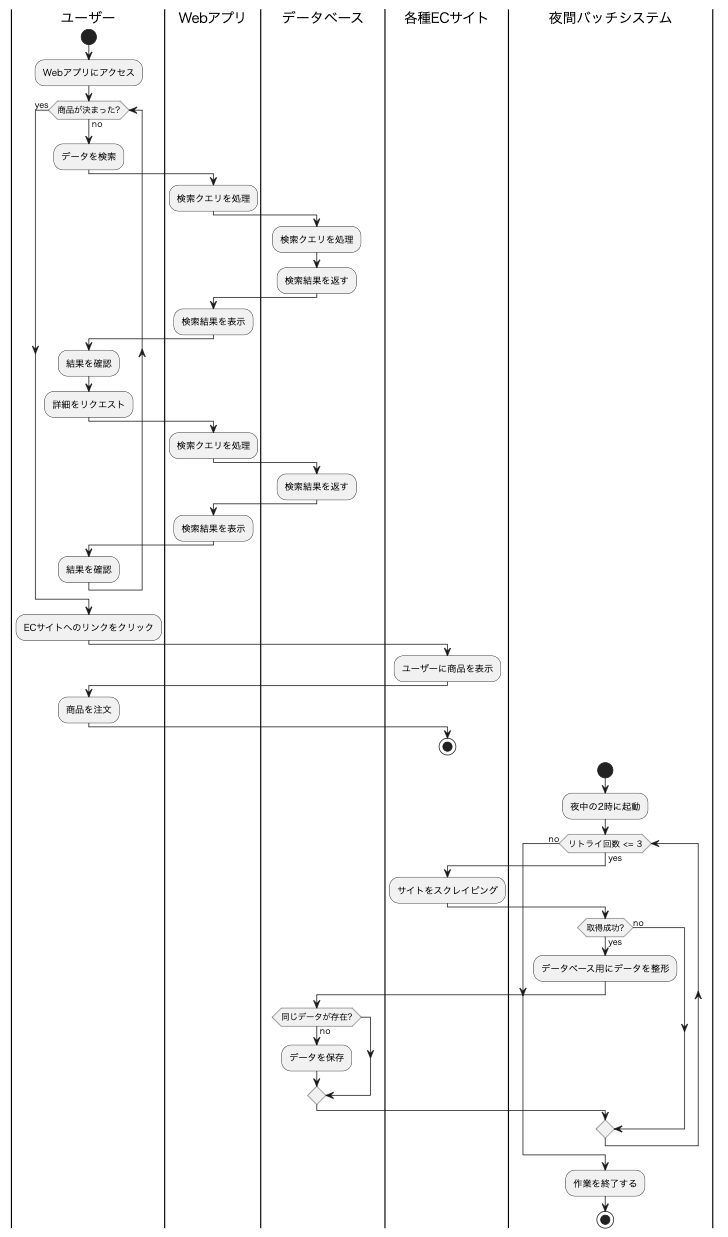 ユーザー
Webアプリ
データベース
各種ECサイト
夜間バッチシステム
Webアプリにアクセス
yes
商品が決まった?
no
データを検索
検索クエリを処理
検索クエリを処理
検索結果を返す
検索結果を表示
結果を確認
詳細をリクエスト
検索クエリを処理
検索結果を返す
検索結果を表示
結果を確認
ECサイトへのリンクをクリック
ユーザーに商品を表示
商品を注文
夜中の2時に起動
no
リトライ回数 <= 3
yes
サイトをスクレイピング
取得成功?
no
yes
データベース用にデータを整形
同じデータが存在?
no
データを保存
作業を終了する